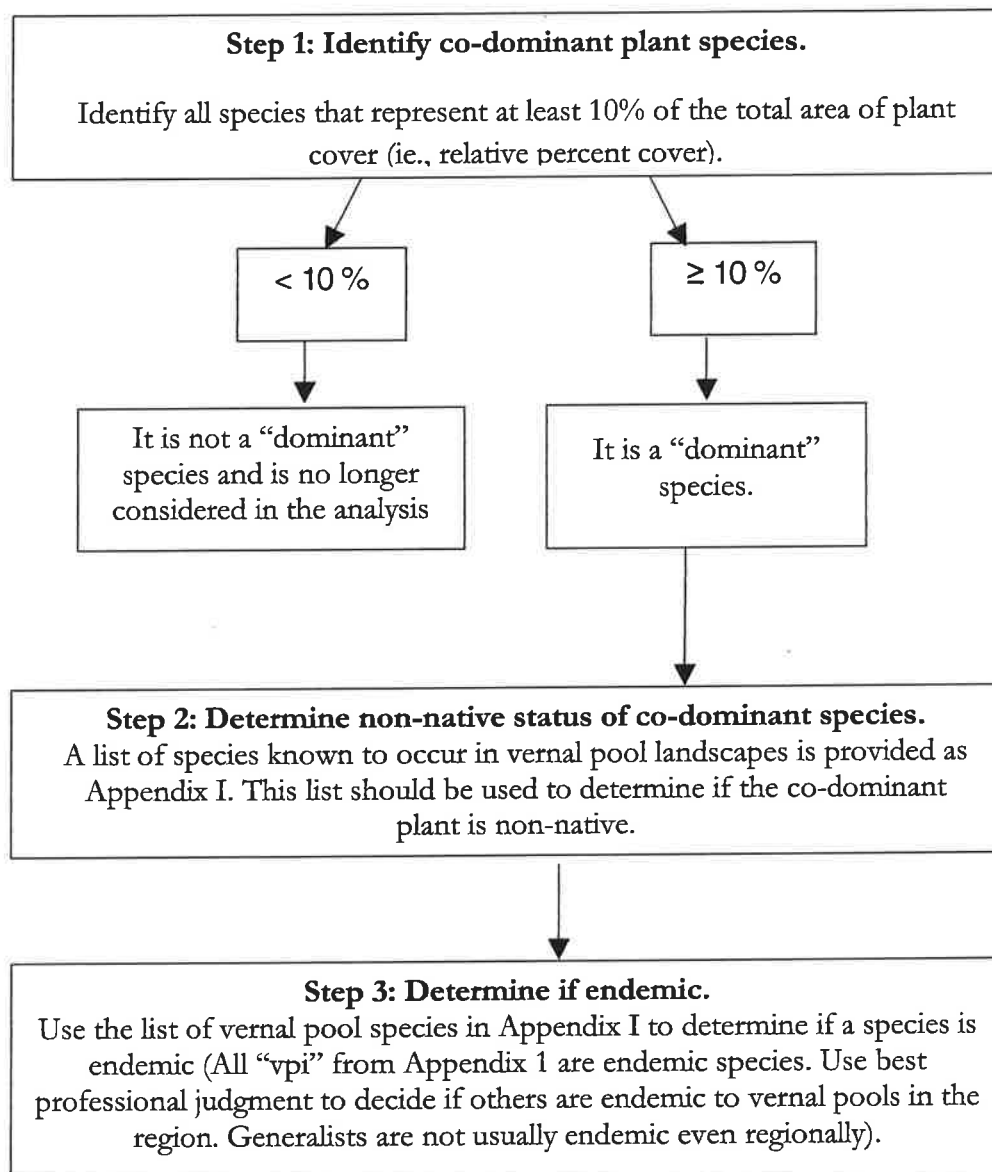 Step 1: Identify co-dominant plant species.
Identify all species that represent at least 10% of the total area of plant
cover (ie., relative percent cover).
< 10 %
≥ 10 %
It is not a “dominant”
species and is no longer
considered in the analysis
It is a “dominant”
species.
Step 2: Determine non-native status of co-dominant species.
A list of species known to occur in vernal pool landscapes is provided as
Appendix I. This list should be used to determine if the co-dominant
plant is non-native.
Step 3: Determine if endemic.
Use the list of vernal pool species in Appendix I to determine if a species is
endemic (All “vpi” from Appendix 1 are endemic species. Use best
professional judgment to decide if others are endemic to vernal pools in the
region. Generalists are not usually endemic even regionally).